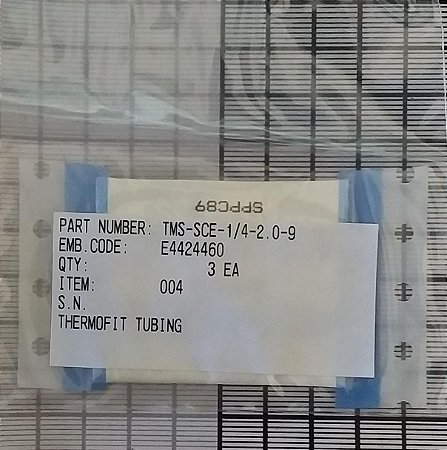 SPPC89
PART NUMBER: TMS-SCE-1/4-2.0-9
EMB.CODE: E4424460
QTY: 3 EA
ITEM: 004
S.N.
THERMOFIT TUBING